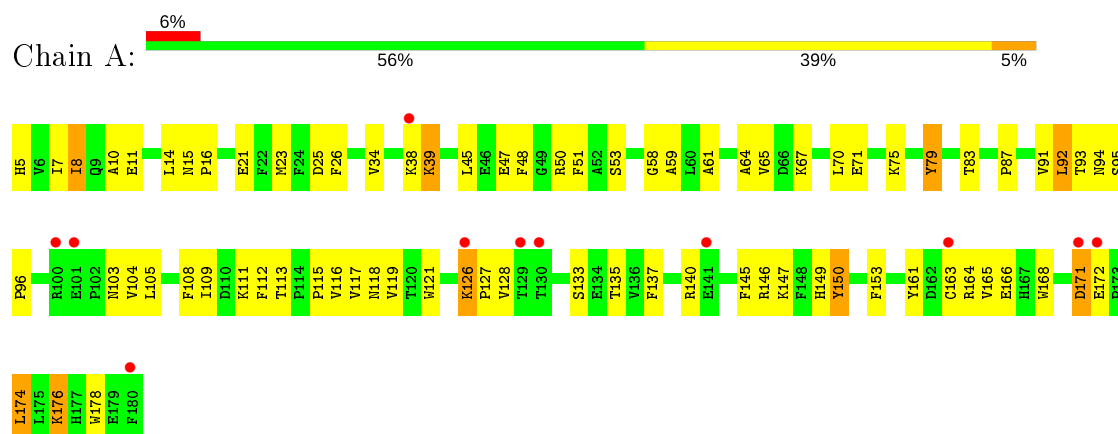 6%
Chain A:
56% 39% 5%
H5 V6 I7 I8 Q9 A10 E11 L14 N15 P16 E21 F22 M23 F24 D25 F26 V34 K38 K39 L45 E46 E47 F48 G49 R50 F51 A52 S53 G58 A59 L60 A61 A64 V65 D66 K67 L70 E71 K75 Y79 T83 P87 V91 L92 T93 N94 S95
P96 R100 E101 P102 N103 V104 L105 F108 I109 D110 K111 F112 T113 P114 P115 V116 V117 N118 V119 T120 W121 K126 P127 V128 T129 T130 S133 E134 T135 V136 F137 R140 E141 F145 R146 K147 F148 H149 Y150 F153 Y161 D162 C163 R164 V165 E166 H167 W168 D171 E172 P173
L174 L175 K176 H177 W178 E179 F180